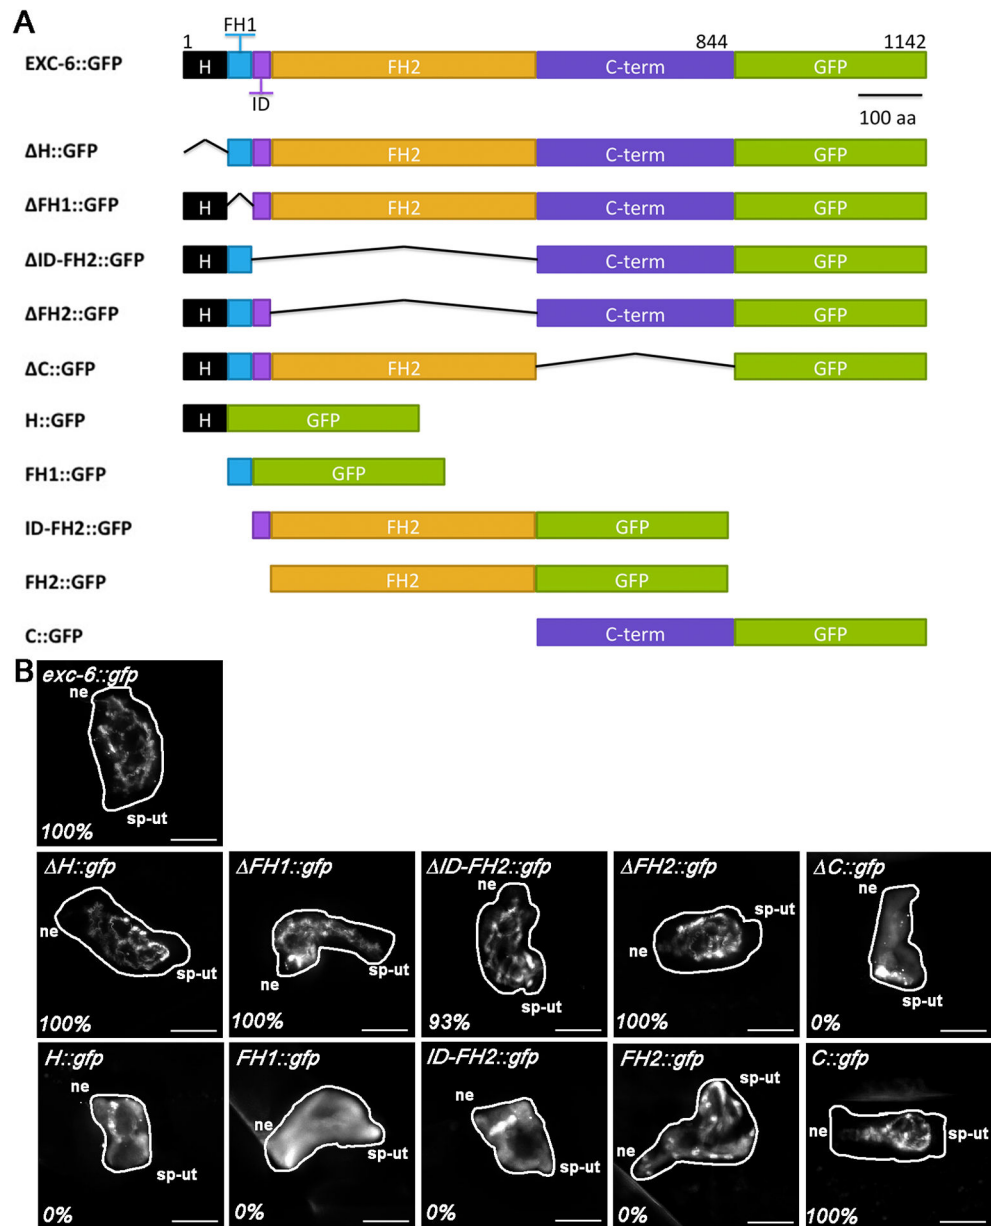 A
FH1
1 844 1142
EXC-6::GFP H FH2 C-term GFP
ID
100 aa
ΔH::GFP FH2 C-term GFP
ΔFH1::GFP H FH2 C-term GFP
ΔID-FH2::GFP H C-term GFP
ΔFH2::GFP H C-term GFP
ΔC::GFP H FH2 GFP
H::GFP H GFP
FH1::GFP GFP
ID-FH2::GFP FH2 GFP
FH2::GFP FH2 GFP
C::GFP C-term GFP
B
exc-6::gfp
ne
sp-ut
100%
ΔH::gfp
ne
sp-ut
100%
ΔFH1::gfp
ne
sp-ut
100%
ΔID-FH2::gfp
ne
sp-ut
93%
ΔFH2::gfp
sp-ut
ne
100%
ΔC::gfp
ne
sp-ut
0%
H::gfp
ne
sp-ut
0%
FH1::gfp
ne
sp-ut
0%
ID-FH2::gfp
ne
sp-ut
0%
FH2::gfp
sp-ut
ne
0%
C::gfp
ne
sp-ut
100%